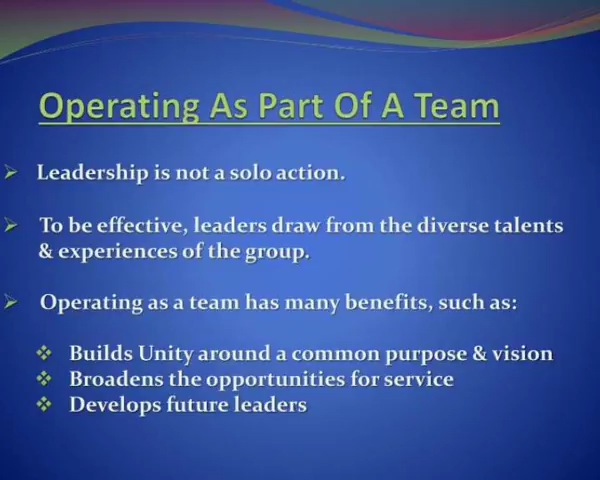 Operating As Part Of A Team
Leadership is not a solo action.
To be effective, leaders draw from the diverse talents
& experiences of the group.
Operating as a team has many benefits, such as:
Builds Unity around a common purpose & vision
Broadens the opportunities for service
Develops future leaders